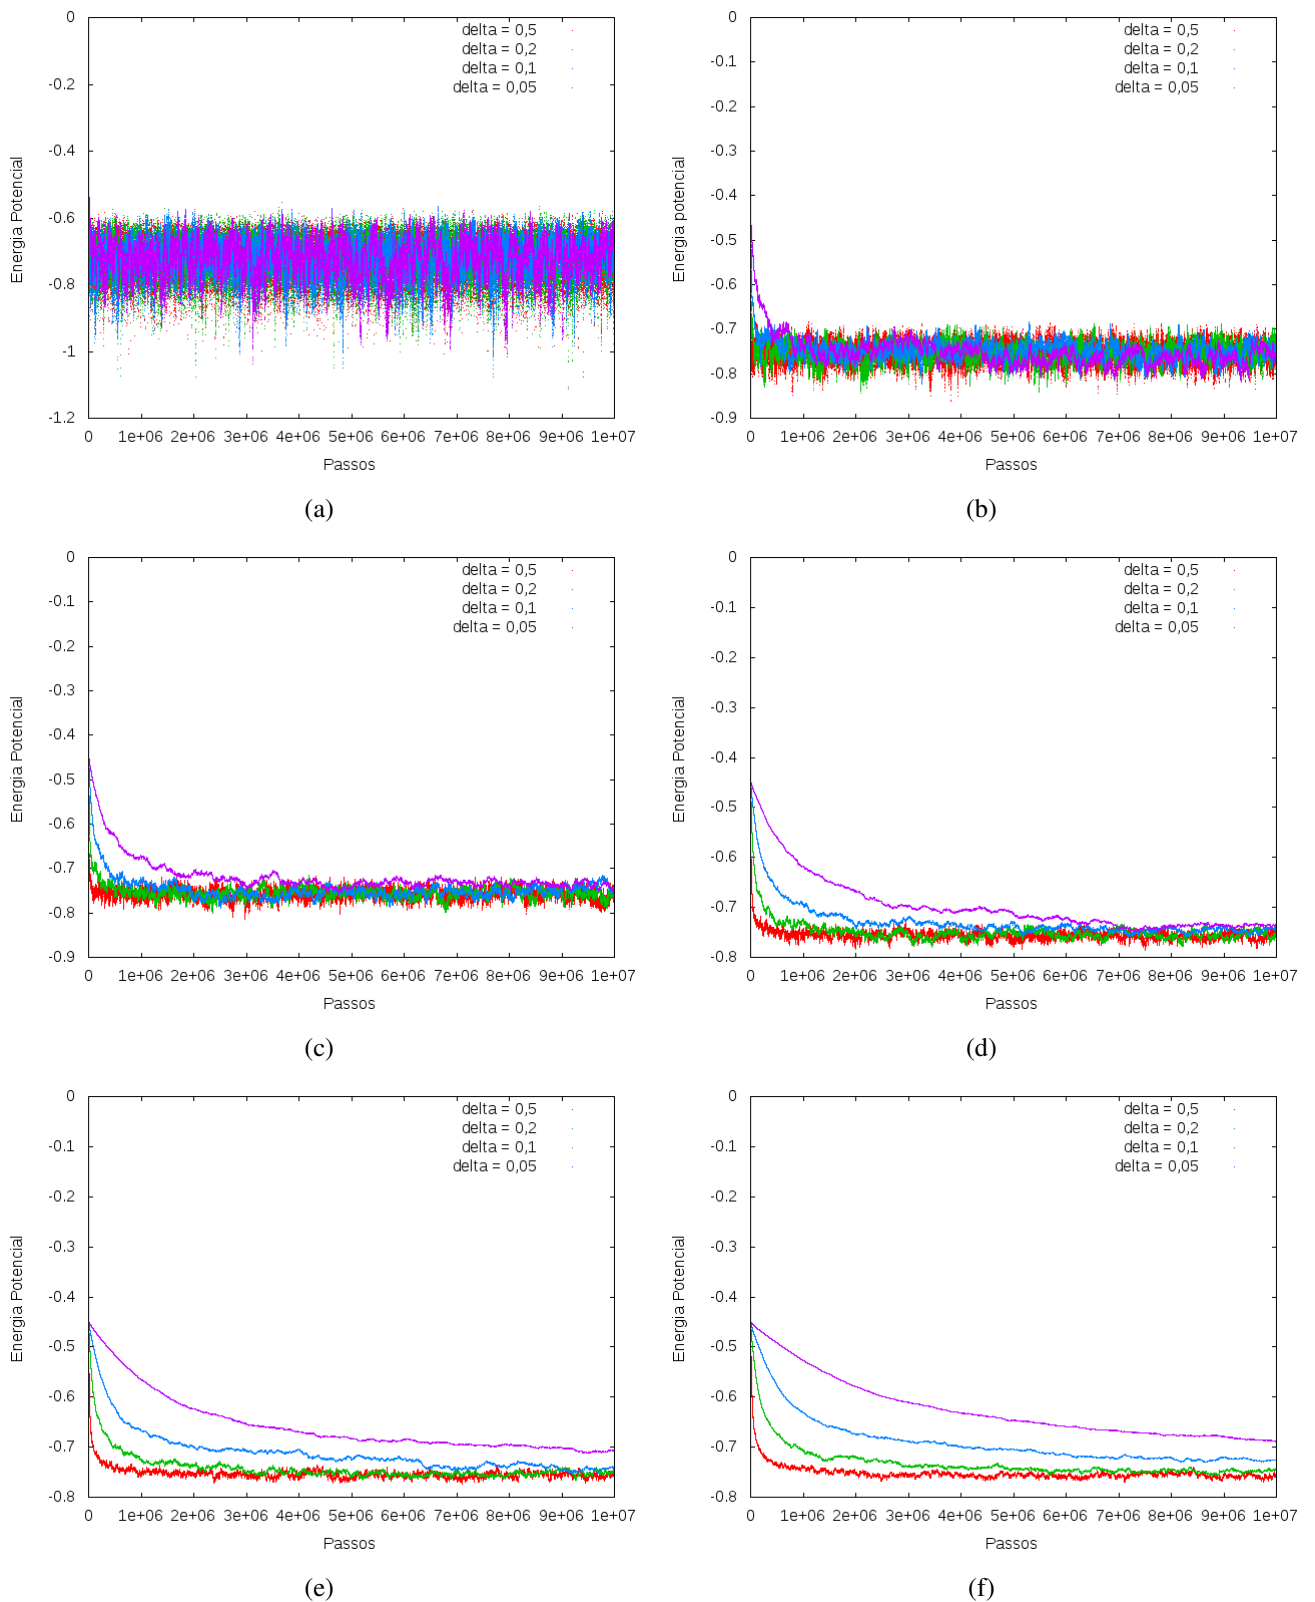 0
-0.2
-0.4
-0.6
-0.8
-1
-1.2
Energia Potencial
delta = 0,5
delta = 0,2
delta = 0,1
delta = 0,05
0 1e+06 2e+06 3e+06 4e+06 5e+06 6e+06 7e+06 8e+06 9e+06 1e+07
Passos
(a)
0
-0.1
-0.2
-0.3
-0.4
-0.5
-0.6
-0.7
-0.8
-0.9
Energia potencial
delta = 0,5
delta = 0,2
delta = 0,1
delta = 0,05
0 1e+06 2e+06 3e+06 4e+06 5e+06 6e+06 7e+06 8e+06 9e+06 1e+07
Passos
(b)
0
-0.1
-0.2
-0.3
-0.4
-0.5
-0.6
-0.7
-0.8
-0.9
Energia Potencial
delta = 0,5
delta = 0,2
delta = 0,1
delta = 0,05
0 1e+06 2e+06 3e+06 4e+06 5e+06 6e+06 7e+06 8e+06 9e+06 1e+07
Passos
(c)
0
-0.1
-0.2
-0.3
-0.4
-0.5
-0.6
-0.7
-0.8
Energia Potencial
delta = 0,5
delta = 0,2
delta = 0,1
delta = 0,05
0 1e+06 2e+06 3e+06 4e+06 5e+06 6e+06 7e+06 8e+06 9e+06 1e+07
Passos
(d)
0
-0.1
-0.2
-0.3
-0.4
-0.5
-0.6
-0.7
-0.8
Energia Potencial
delta = 0,5
delta = 0,2
delta = 0,1
delta = 0,05
0 1e+06 2e+06 3e+06 4e+06 5e+06 6e+06 7e+06 8e+06 9e+06 1e+07
Passos
(e)
0
-0.1
-0.2
-0.3
-0.4
-0.5
-0.6
-0.7
-0.8
Energia Potencial
delta = 0,5
delta = 0,2
delta = 0,1
delta = 0,05
0 1e+06 2e+06 3e+06 4e+06 5e+06 6e+06 7e+06 8e+06 9e+06 1e+07
Passos
(f)